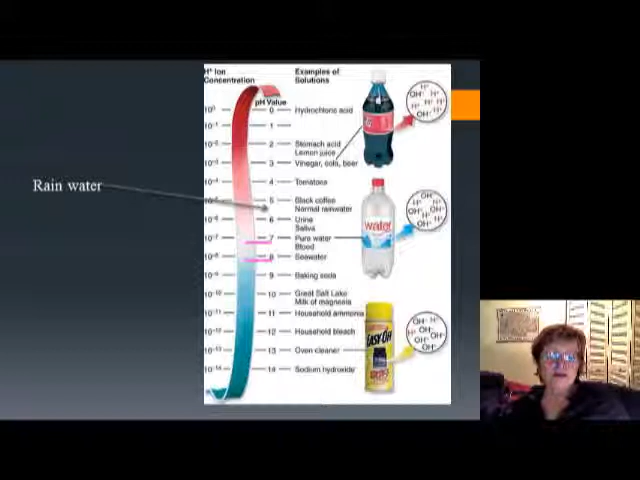 Rain water
H⁺ Ion
Concentration
Examples of
Solutions
pH Value
10⁰ 0 Hydrochloric acid
10⁻¹ 1
10⁻² 2 Stomach acid
Lemon juice
10⁻³ 3 Vinegar, cola, beer
10⁻⁴ 4 Tomatoes
10⁻⁵ 5 Black coffee
Normal rainwater
10⁻⁶ 6 Urine
Saliva
10⁻⁷ 7 Pure water
Blood
10⁻⁸ 8 Seawater
10⁻⁹ 9 Baking soda
10⁻¹⁰ 10 Great Salt Lake
Milk of magnesia
10⁻¹¹ 11 Household ammonia
10⁻¹² 12 Household bleach
10⁻¹³ 13 Oven cleaner
10⁻¹⁴ 14 Sodium hydroxide
H⁺
OH⁻ H⁺
H⁺ H⁺
H⁺ H⁺
OH⁻
water
OH⁻
H⁺ H⁺
OH⁻ OH⁻
H⁺ H⁺
OH⁻
EASY-OFF
OH⁻ H⁺
H⁺ OH⁻
OH⁻ OH⁻
OH⁻